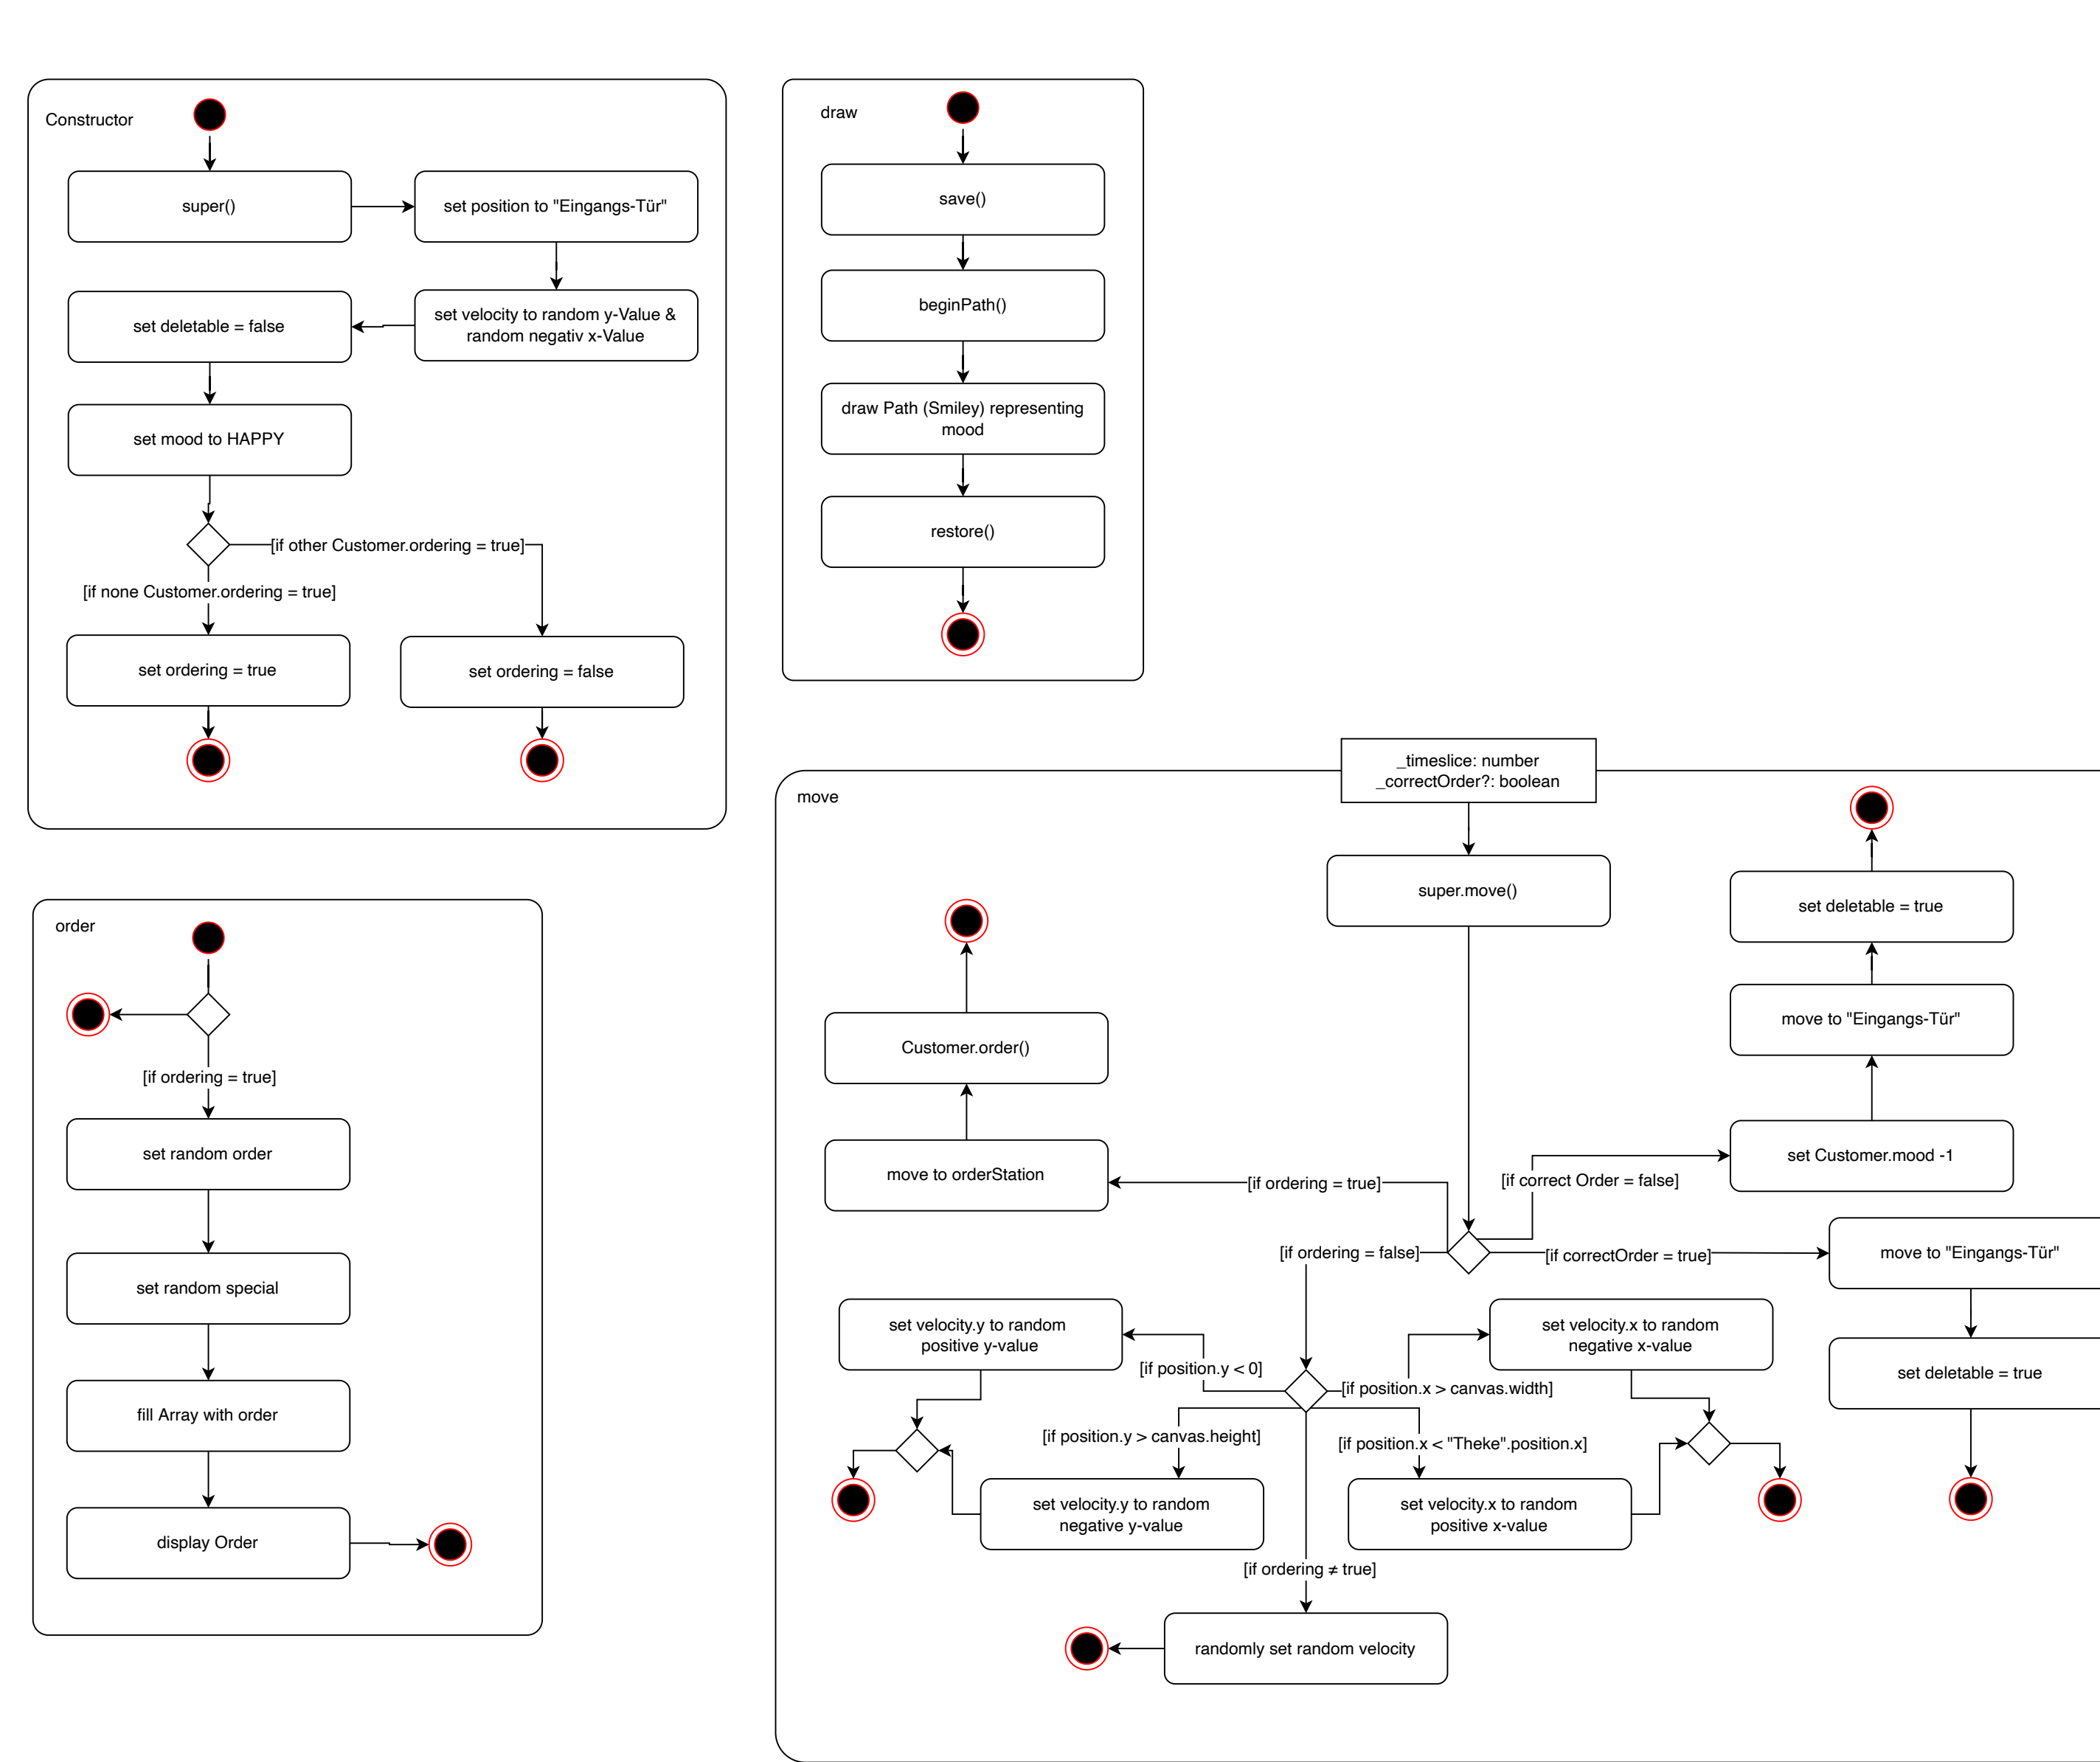 Constructor
super()
set position to "Eingangs-Tür"
set deletable = false
set velocity to random y-Value &
random negativ x-Value
set mood to HAPPY
[if other Customer.ordering = true]
[if none Customer.ordering = true]
set ordering = true
set ordering = false
draw
save()
beginPath()
draw Path (Smiley) representing
mood
restore()
order
[if ordering = true]
set random order
set random special
fill Array with order
display Order
move
_timeslice: number
_correctOrder?: boolean
super.move()
set deletable = true
move to "Eingangs-Tür"
set Customer.mood -1
[if correct Order = false]
Customer.order()
move to orderStation
[if ordering = true]
[if ordering = false]
[if correctOrder = true]
move to "Eingangs-Tür"
set deletable = true
set velocity.y to random
positive y-value
[if position.y < 0]
[if position.x > canvas.width]
set velocity.x to random
negative x-value
[if position.y > canvas.height]
[if position.x < "Theke".position.x]
set velocity.y to random
negative y-value
set velocity.x to random
positive x-value
[if ordering ≠ true]
randomly set random velocity